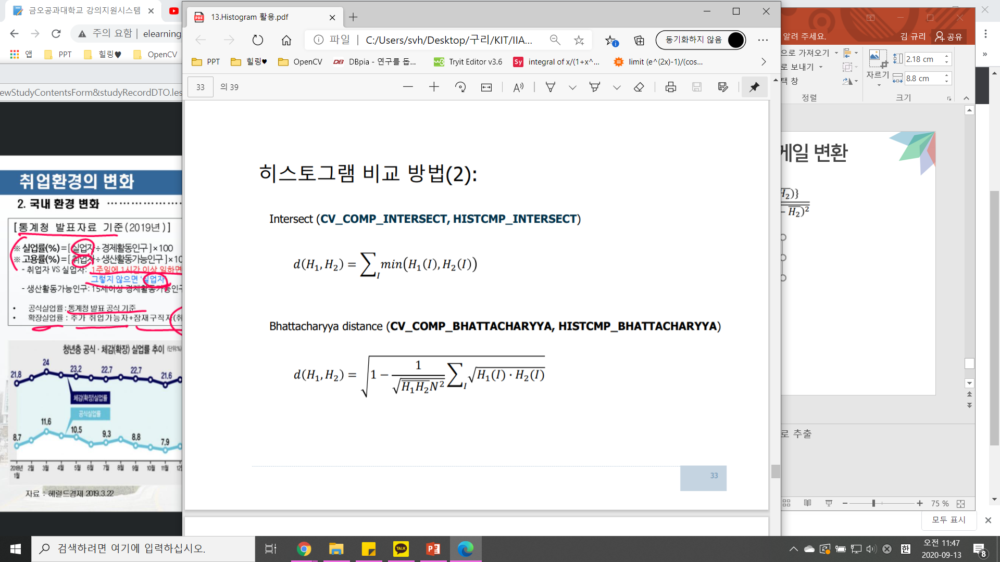 금오공과대학교 강의지원시스템
주의 요함 | elearning
앱 PPT 힐링♥ OpenCV
ewStudyContentsForm&studyRecordDTO.les
취업환경의 변화
2. 국내 환경 변화 ………………
[통계청 발표자료 기준(2019년)]
※ 실업률(%)=[실업자÷경제활동인구]×100
※ 고용률(%)=[취업자÷생산활동가능인구]×10
- 취업자 VS 실업자: 1주일에 1시간 이상 일하면
그렇지 않으면 '실업자'
- 생산활동가능인구: 15세이상 경제활동가능인구
• 공식실업률 : 통계청 발표 공식 기준
• 확장실업률 : 추가 취업가능자+잠재구직자(취
청년층 공식 · 체감(확장) 실업률 추이 (단위:%)
21.8 24 23.2 22.7 22.7 21.6
체감(확장)실업률
공식실업률
8.7 11.6 10.5 9.3 8.8 7.9
2018년 1월 2월 3월 4월 5월 6월 7월 8월 9월 10월 11월 12
자료 : 헤럴드경제 2019.3.22
13.Histogram 활용.pdf
파일 | C:/Users/svh/Desktop/구리/KIT/IIA...
동기화하지 않음
PPT 힐링♥ OpenCV DBpia - 연구를 돕... Tryit Editor v3.6 integral of x/(1+x^... limit (e^(2x)-1)/(cos...
33 의 39
히스토그램 비교 방법(2):
Intersect (CV_COMP_INTERSECT, HISTCMP_INTERSECT)
d(H₁, H₂) = ∑_I min(H₁(I), H₂(I))
Bhattacharyya distance (CV_COMP_BHATTACHARYYA, HISTCMP_BHATTACHARYYA)
d(H₁, H₂) = √(1 − 1/√(H̅₁H̅₂N²) ∑_I √(H₁(I) · H₂(I)))
33
알려 주세요. 김 규리 공유
으로 가져오기
로 보내기
택 창
정렬
자르기
2.18 cm
8.8 cm
크기
케일 변환
H̅₂)}
− H̅₂)²
로 추출
75 %
모두 표시
검색하려면 여기에 입력하십시오.
TALK
한
오전 11:47
2020-09-13
8